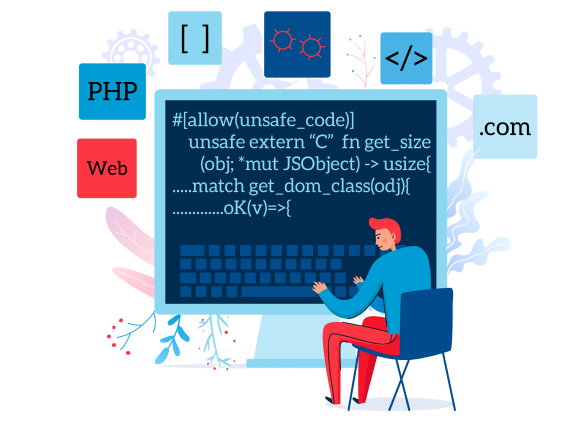 [ ]
</>
PHP
.com
Web
#[allow(unsafe_code)]
unsafe extern “C” fn get_size
(obj; *mut JSObject) -> usize{
.....match get_dom_class(odj){
.............oK(v)=>{